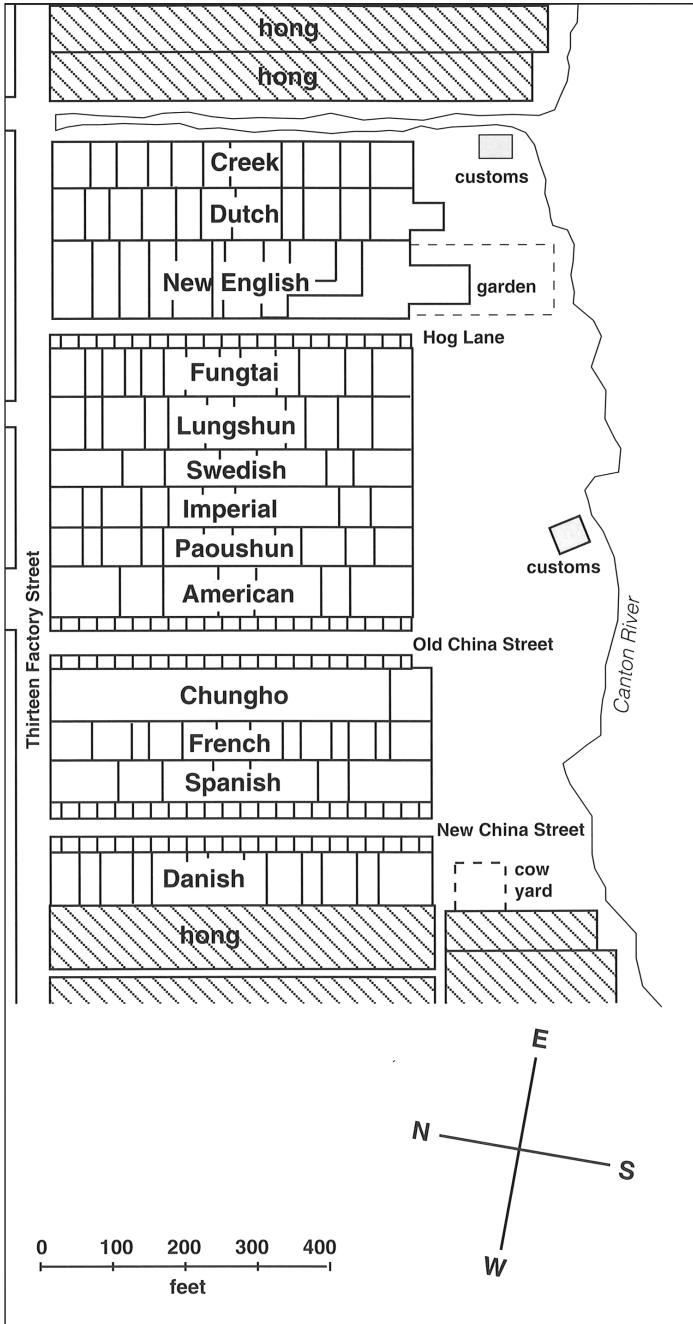 hong
hong
Creek
customs
Dutch
New English
garden
Hog Lane
Fungtai
Lungshun
Swedish
Imperial
Paoushun
customs
American
Thirteen Factory Street
Canton River
Old China Street
Chungho
French
Spanish
New China Street
Danish
cow
yard
hong
E
N
S
W
0 100 200 300 400
feet